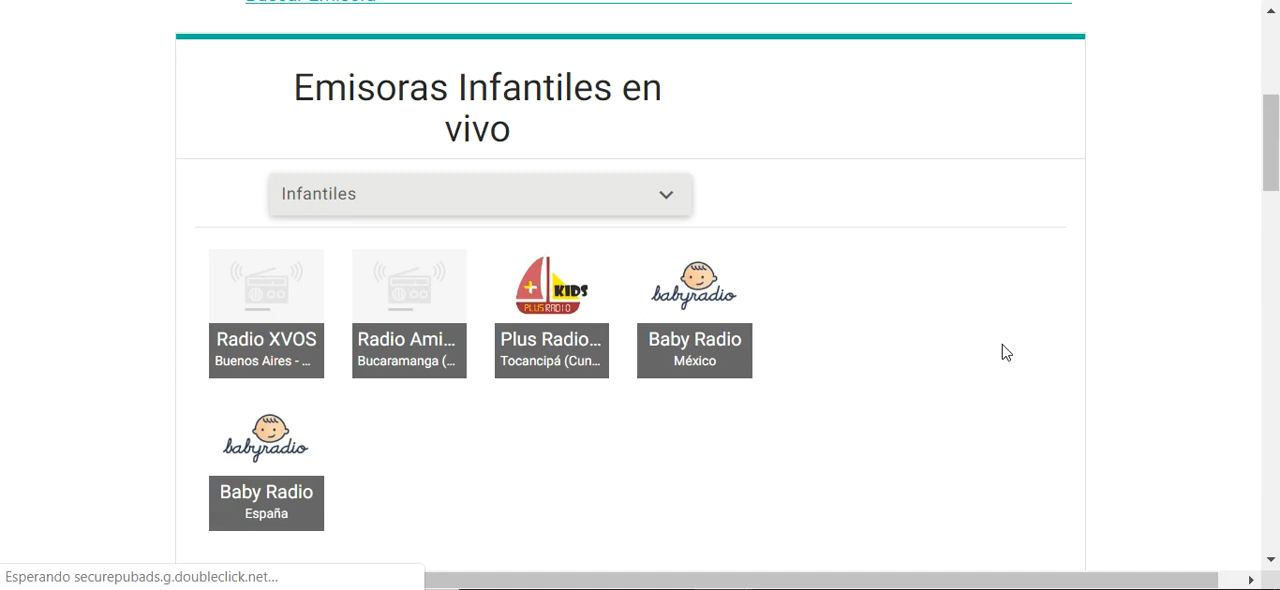 Emisoras Infantiles en
vivo
Infantiles
KIDS
PLUS RADIO
babyradio
Radio XVOS
Buenos Aires - ...
Radio Ami...
Bucaramanga (...
Plus Radio...
Tocancipá (Cun...
Baby Radio
México
babyradio
Baby Radio
España
Esperando securepubads.g.doubleclick.net...